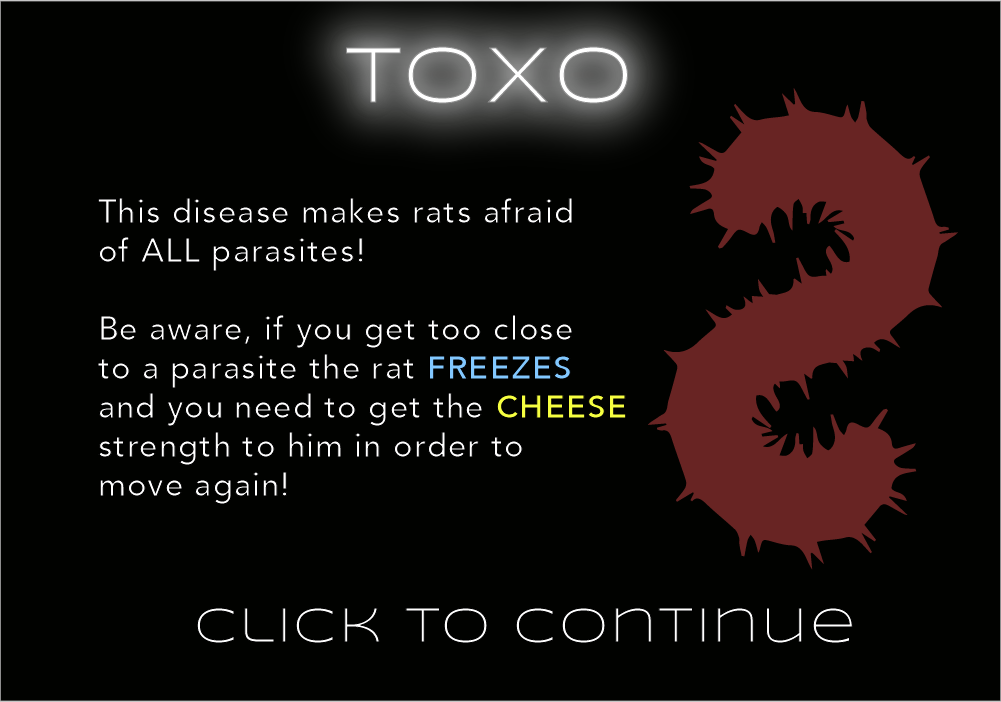 TOXO
This disease makes rats afraid
of ALL parasites!
Be aware, if you get too close
to a parasite the rat FREEZES
and you need to get the CHEESE
strength to him in order to
move again!
CLICK TO CONTINUE